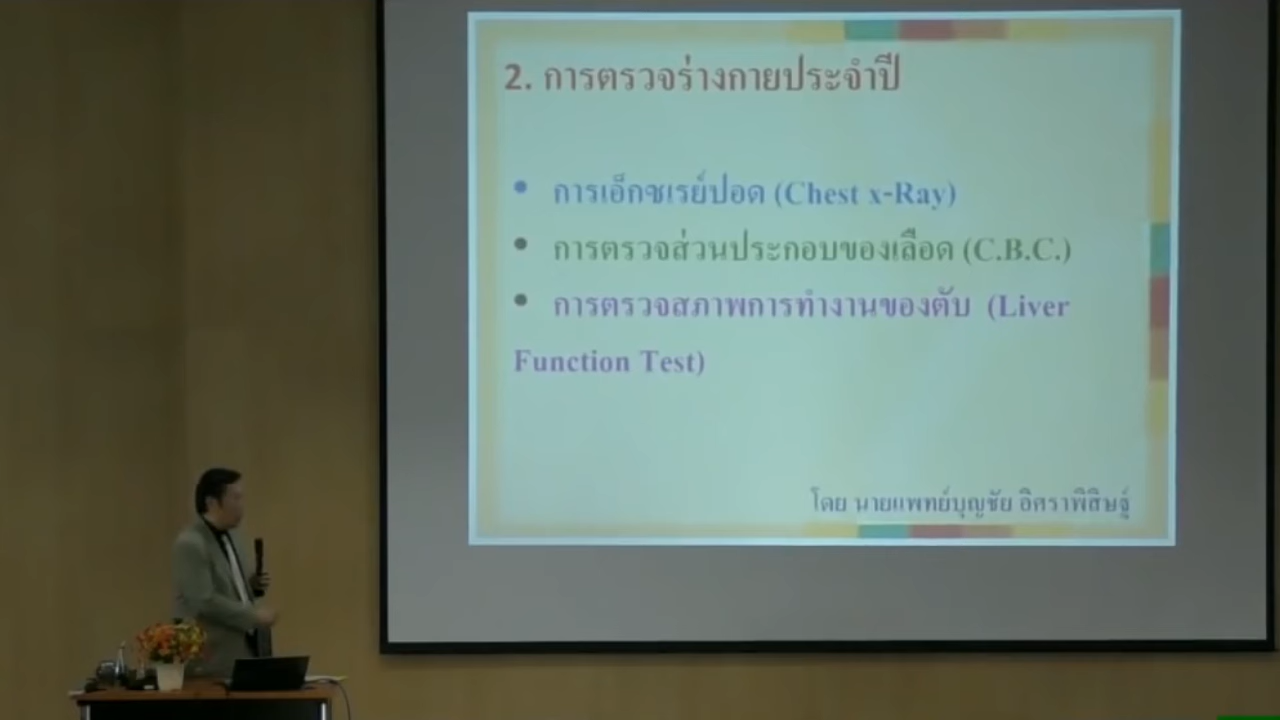 2. การตรวจร่างกายประจำปี
• การเอ็กซเรย์ปอด (Chest x-Ray)
• การตรวจส่วนประกอบของเลือด (C.B.C.)
• การตรวจสภาพการทำงานของตับ (Liver
Function Test)
โดย นายแพทย์บุญชัย อิศราพิสิษฐ์